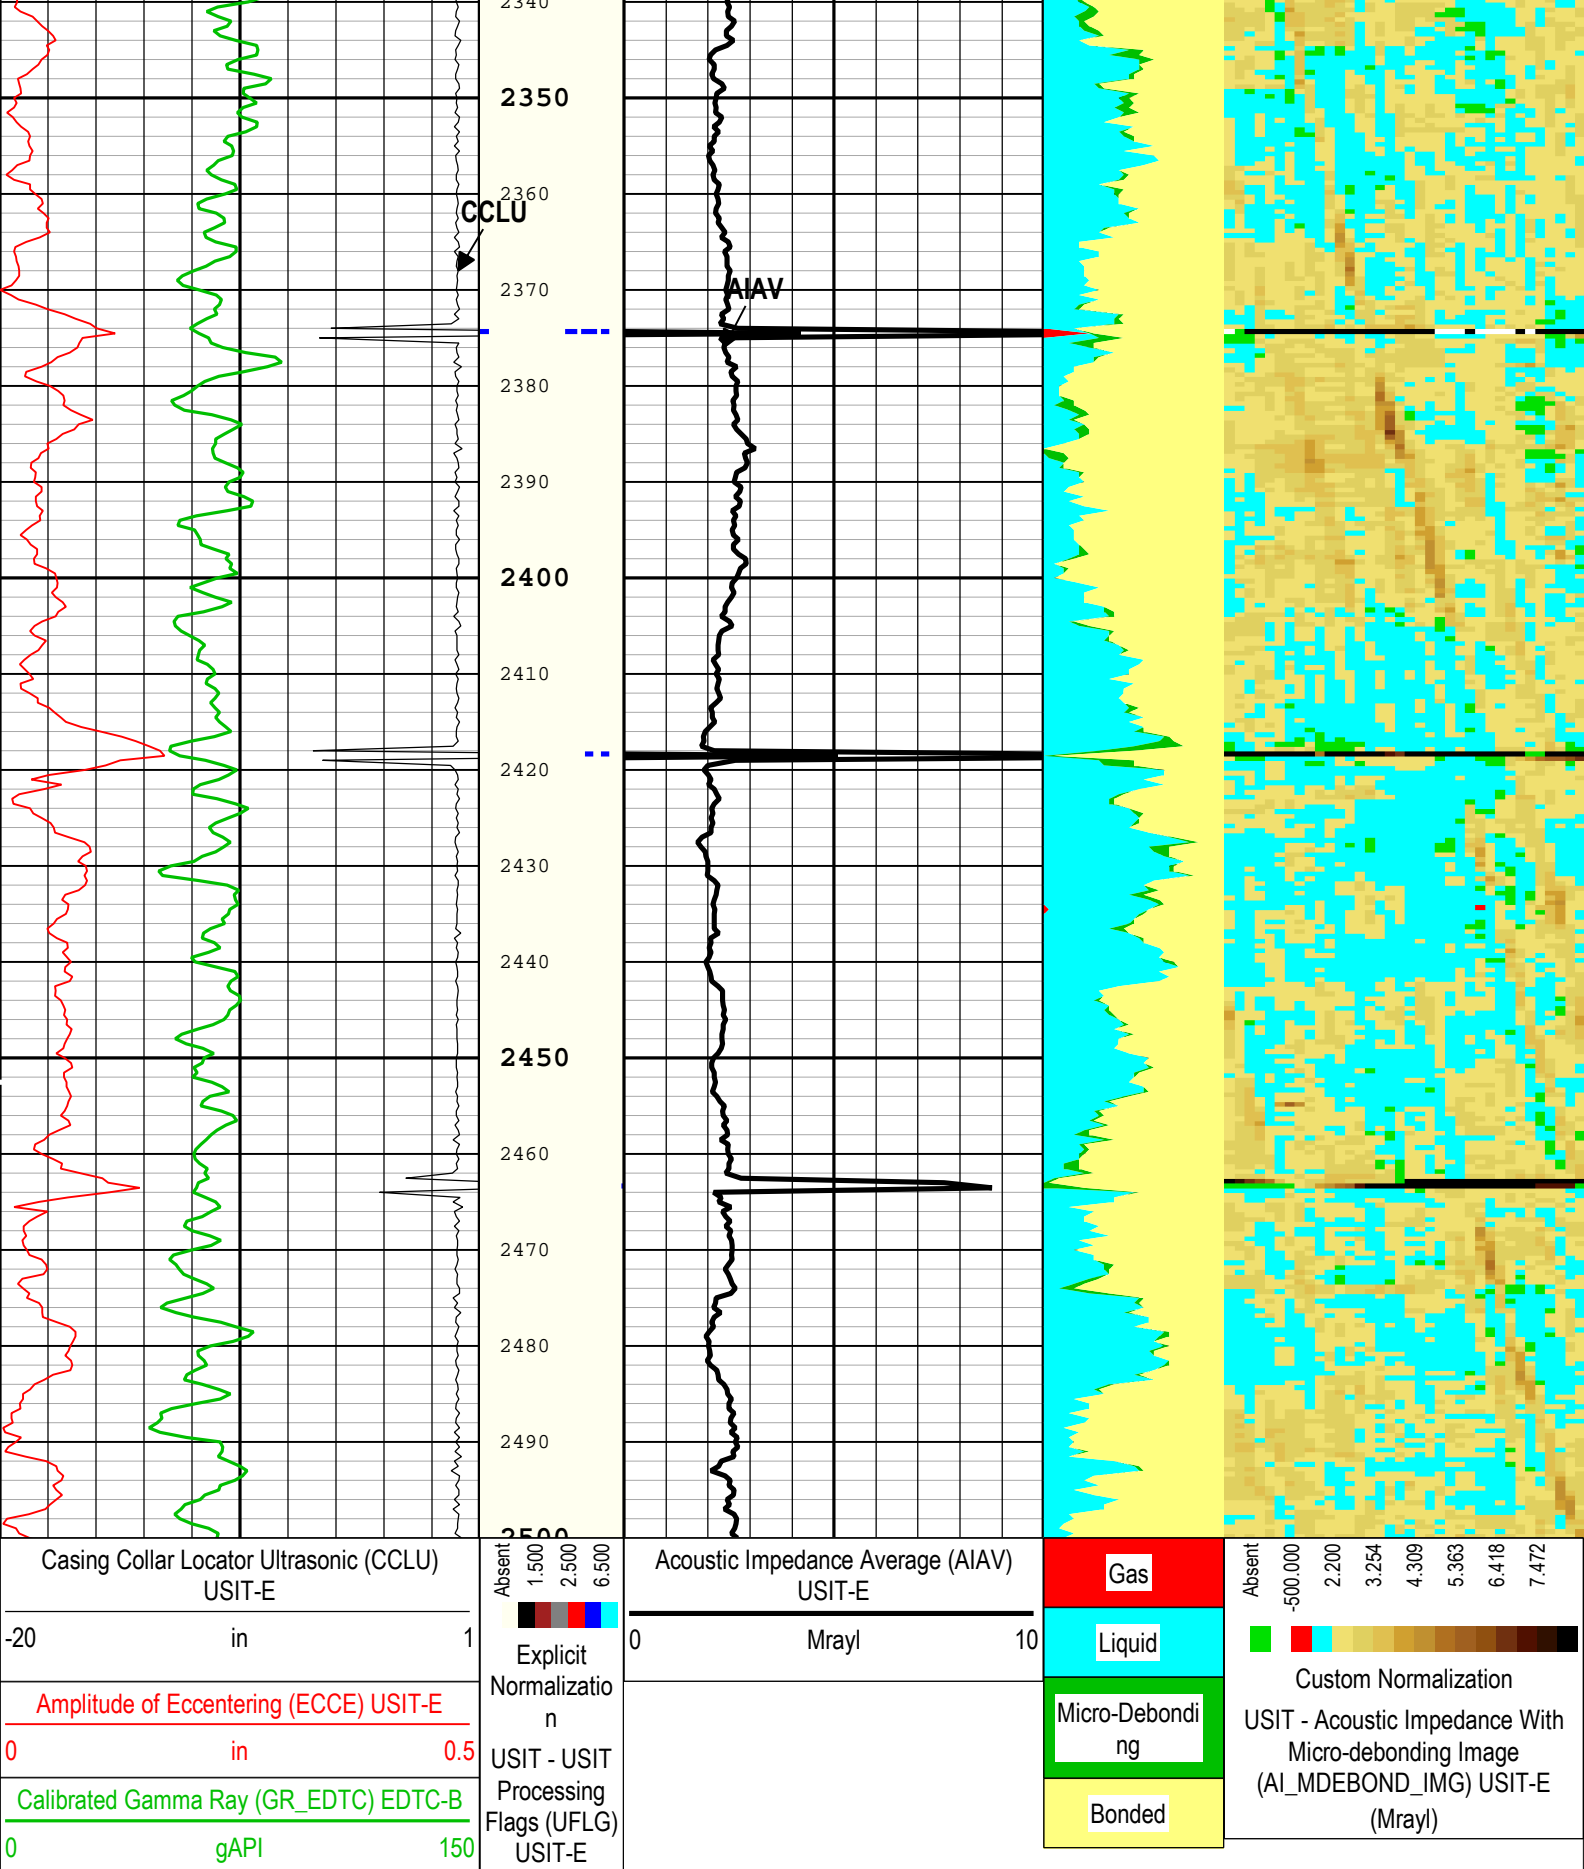 2340
2350
2360
CCLU
2370
AIAV
2380
2390
2400
2410
2420
2430
2440
2450
2460
2470
2480
2490
2500
Casing Collar Locator Ultrasonic (CCLU)
USIT-E
-20 in 1
Amplitude of Eccentering (ECCE) USIT-E
0 in 0.5
Calibrated Gamma Ray (GR_EDTC) EDTC-B
0 gAPI 150
Absent
1.500
2.500
6.500
Explicit
Normalizatio
n
USIT - USIT
Processing
Flags (UFLG)
USIT-E
Acoustic Impedance Average (AIAV)
USIT-E
0 Mrayl 10
Gas
Liquid
Micro-Debondi
ng
Bonded
Absent
-500.000
2.200
3.254
4.309
5.363
6.418
7.472
Custom Normalization
USIT - Acoustic Impedance With
Micro-debonding Image
(AI_MDEBOND_IMG) USIT-E
(Mrayl)